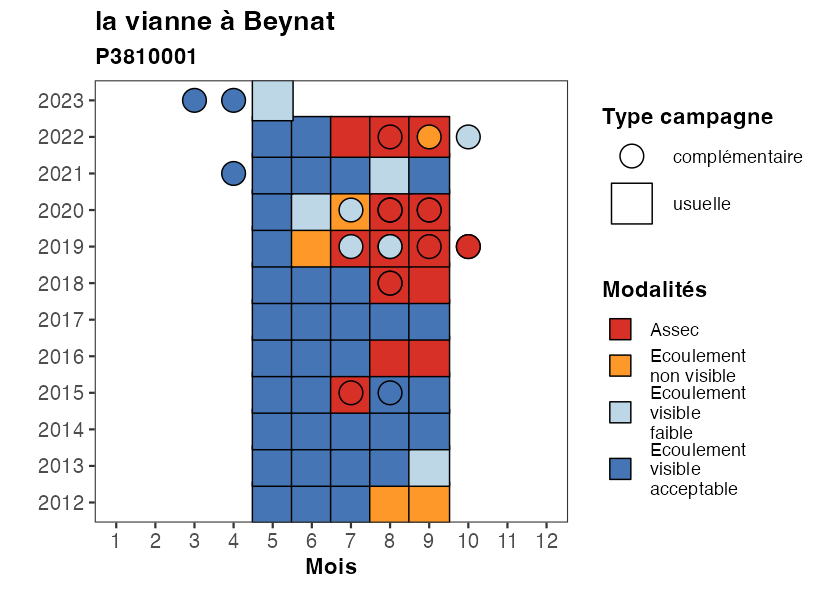 la vianne à Beynat
P3810001
2023
2022
2021
2020
2019
2018
2017
2016
2015
2014
2013
2012
1 2 3 4 5 6 7 8 9 10 11 12
Mois
Type campagne
complémentaire
usuelle
Modalités
Assec
Ecoulement
non visible
Ecoulement
visible
faible
Ecoulement
visible
acceptable